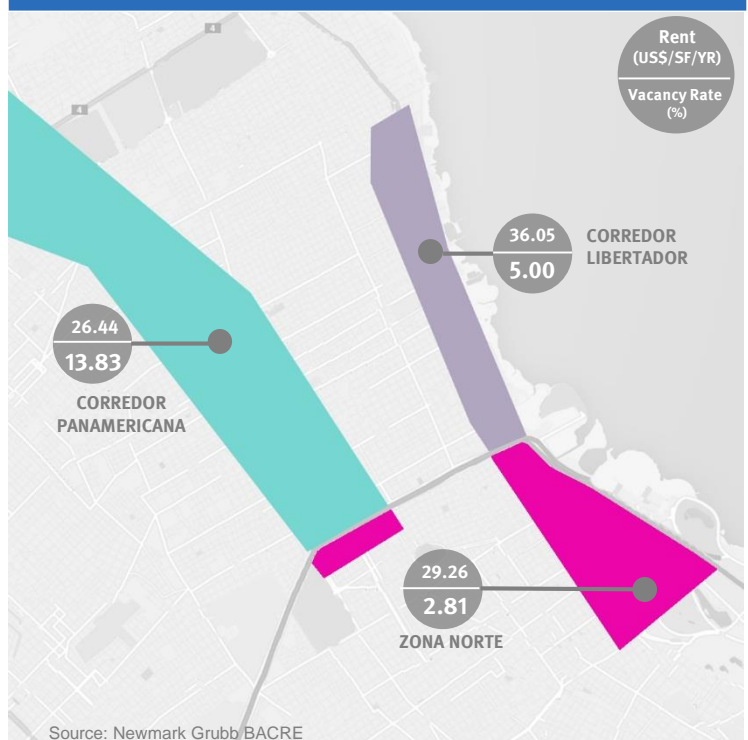 4
4
Rent
(US$/SF/YR)
Vacancy Rate
(%)
36.05
5.00
CORREDOR
LIBERTADOR
26.44
13.83
CORREDOR
PANAMERICANA
29.26
2.81
ZONA NORTE
Source: Newmark Grubb BACRE